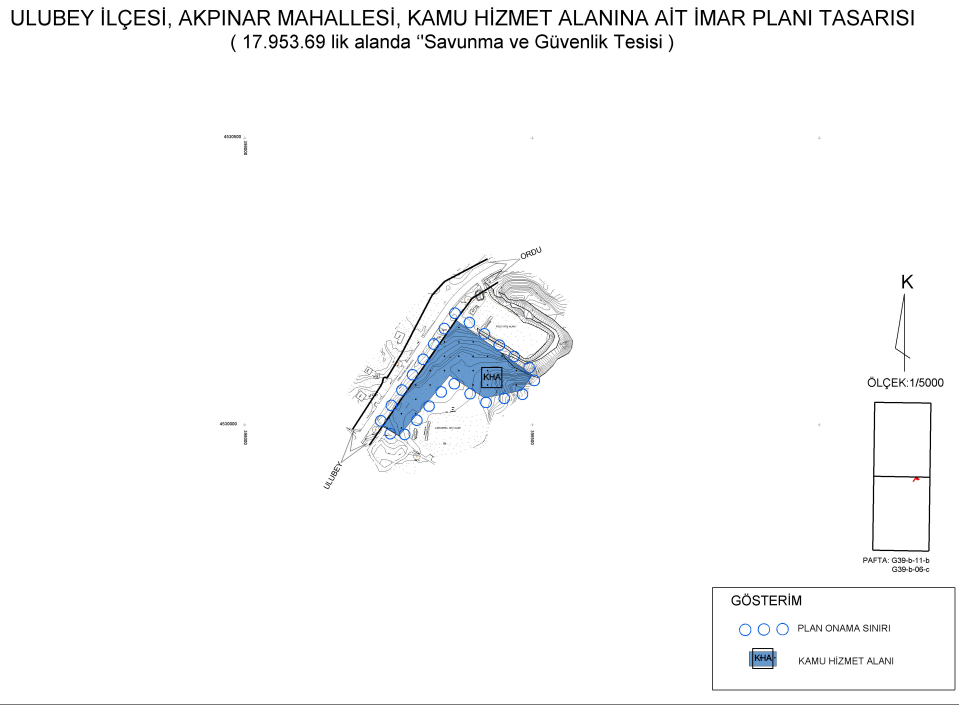 ULUBEY İLÇESİ, AKPINAR MAHALLESİ, KAMU HİZMET ALANINA AİT İMAR PLANI TASARISI
( 17.953.69 lik alanda ‘'Savunma ve Güvenlik Tesisi )
4530500
ORDU
K
KHA
ÖLÇEK:1/5000
4530000
ULUBEY
PAFTA: G39-b-11-b
G39-b-06-c
GÖSTERİM
PLAN ONAMA SINIRI
KHA
KAMU HİZMET ALANI